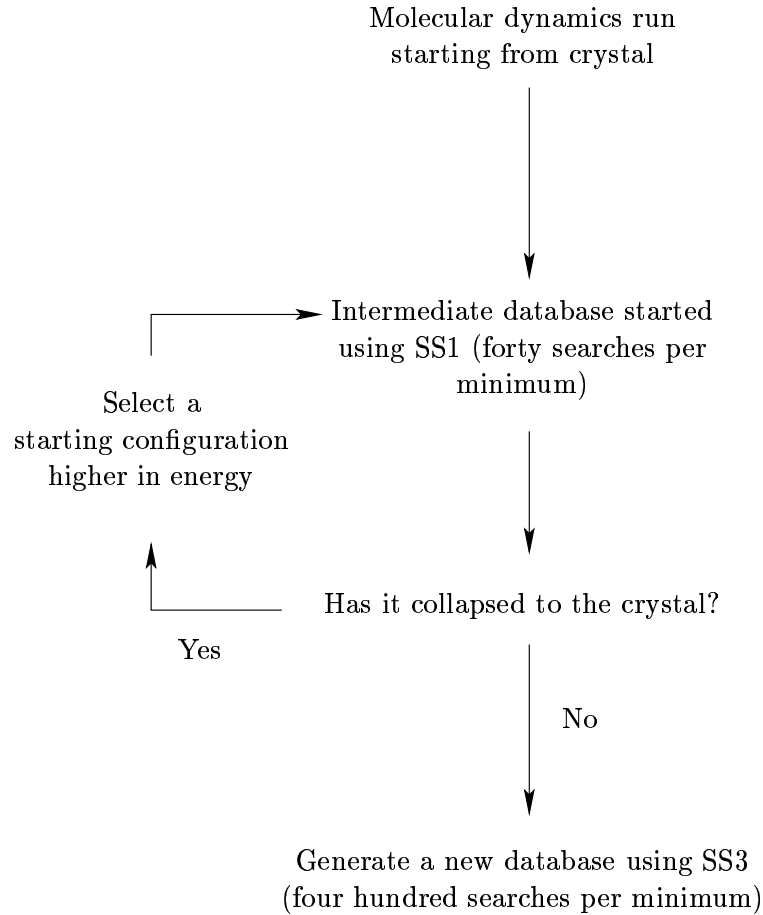 Molecular dynamics run
starting from crystal
Intermediate database started
using SS1 (forty searches per
minimum)
Select a
starting configuration
higher in energy
Has it collapsed to the crystal?
Yes
No
Generate a new database using SS3
(four hundred searches per minimum)